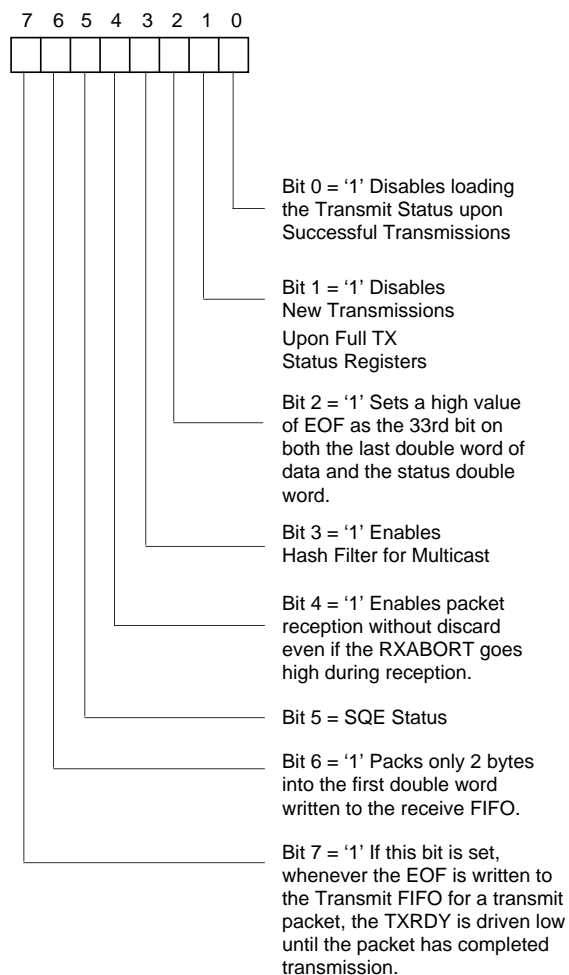 7 6 5 4 3 2 1 0
Bit 0 = ‘1’ Disables loading
the Transmit Status upon
Successful Transmissions
Bit 1 = ‘1’ Disables
New Transmissions
Upon Full TX
Status Registers
Bit 2 = ‘1’ Sets a high value
of EOF as the 33rd bit on
both the last double word of
data and the status double
word.
Bit 3 = ‘1’ Enables
Hash Filter for Multicast
Bit 4 = ‘1’ Enables packet
reception without discard
even if the RXABORT goes
high during reception.
Bit 5 = SQE Status
Bit 6 = ‘1’ Packs only 2 bytes
into the first double word
written to the receive FIFO.
Bit 7 = ‘1’ If this bit is set,
whenever the EOF is written to
the Transmit FIFO for a transmit
packet, the TXRDY is driven low
until the packet has completed
transmission.